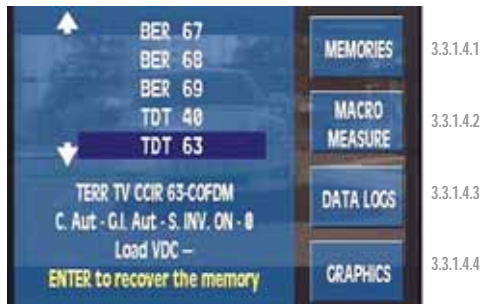 BER 67
BER 68
BER 69
TDT 40
TDT 63
TERR TV CCIR 63-COFDM
C. Aut - G.I. Aut - S. INV. ON - 8
Load VDC --
ENTER to recover the memory
MEMORIES
3.3.1.4.1
MACRO
MEASURE
3.3.1.4.2
DATA LOGS
3.3.1.4.3
GRAPHICS
3.3.1.4.4